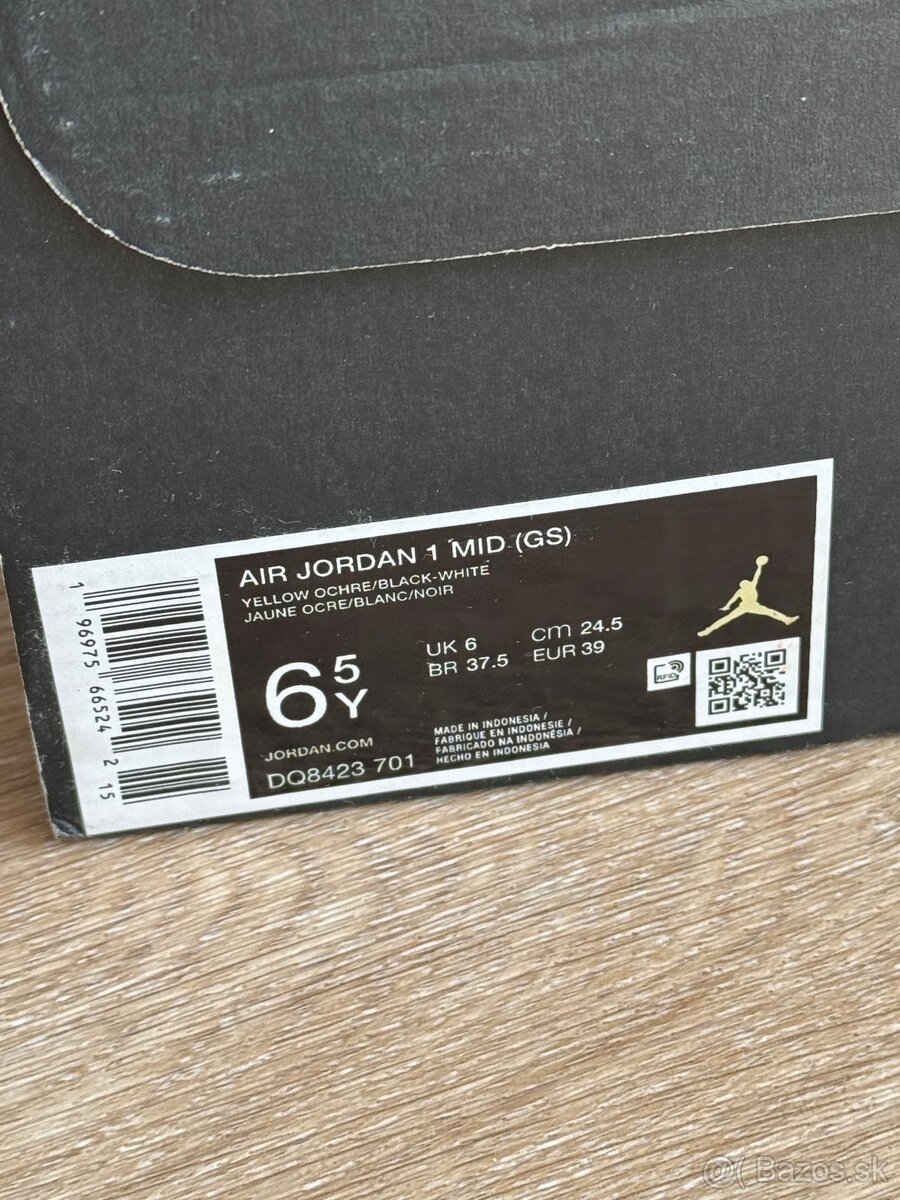 AIR JORDAN 1 MID (GS)
YELLOW OCHRE/BLACK-WHITE
JAUNE OCRE/BLANC/NOIR
6 5 Y
UK 6
BR 37.5
cm 24.5
EUR 39
RFID
JORDAN.COM
DQ8423 701
MADE IN INDONESIA /
FABRIQUE EN INDONESIE /
FABRICADO NA INDONÉSIA /
HECHO EN INDONESIA
1 96975 66524 2 15
@( Bazos.sk